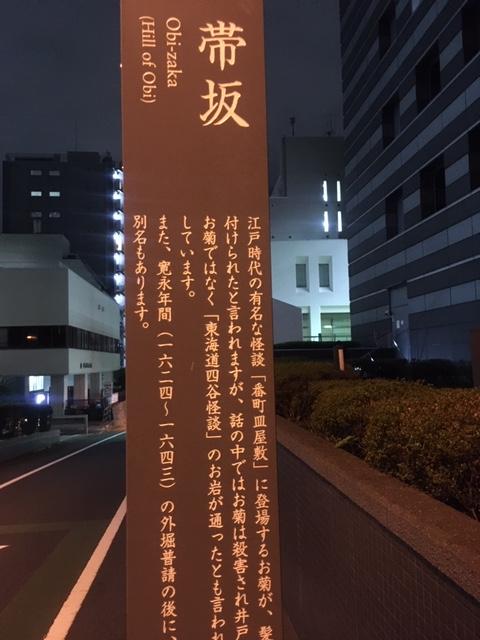 帯坂
Obi-zaka
(Hill of Obi)
江戸時代の有名な怪談「番町皿屋敷」に登場するお菊が、髪
付けられたと言われますが、話の中ではお菊は殺害され井戸
お菊ではなく「東海道四谷怪談」のお岩が通ったとも言われ
しています。
また、寛永年間（一六二四～一六四三）の外堀普請の後に、
別名もあります。